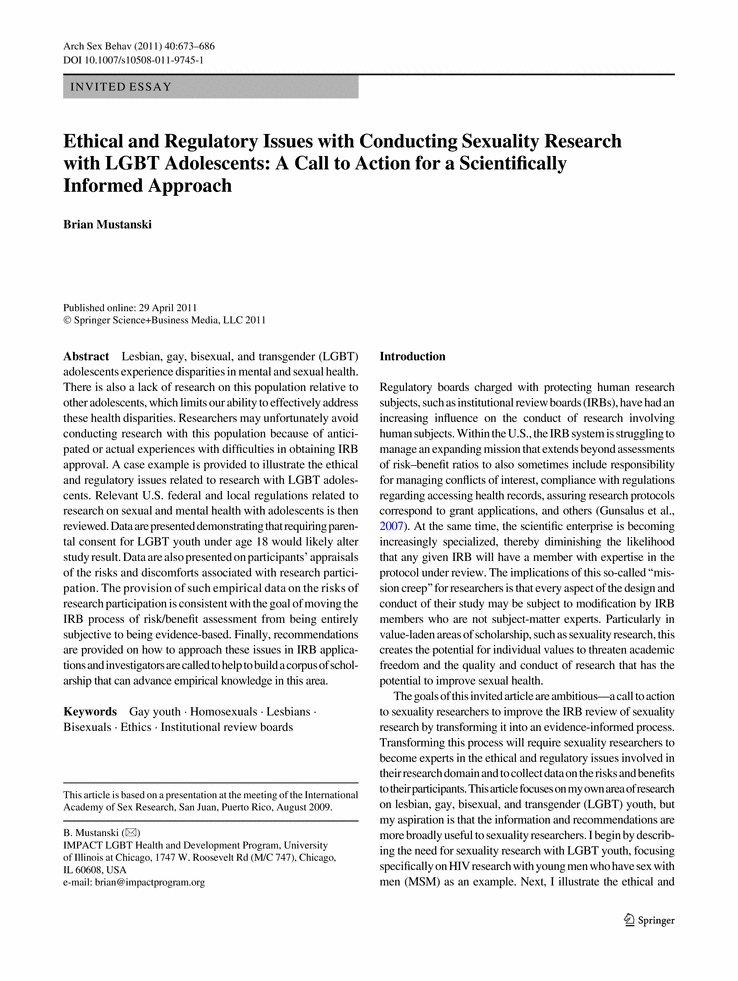 Arch Sex Behav (2011) 40:673–686
DOI 10.1007/s10508-011-9745-1
INVITED ESSAY
Ethical and Regulatory Issues with Conducting Sexuality Research
with LGBT Adolescents: A Call to Action for a Scientifically
Informed Approach
Brian Mustanski
Published online: 29 April 2011
© Springer Science+Business Media, LLC 2011
Abstract Lesbian, gay, bisexual, and transgender (LGBT)
adolescents experience disparities in mental and sexual health.
There is also a lack of research on this population relative to
other adolescents, which limits our ability to effectively address
these health disparities. Researchers may unfortunately avoid
conducting research with this population because of antici-
pated or actual experiences with difficulties in obtaining IRB
approval. A case example is provided to illustrate the ethical
and regulatory issues related to research with LGBT adoles-
cents. Relevant U.S. federal and local regulations related to
research on sexual and mental health with adolescents is then
reviewed. Data are presented demonstrating that requiring paren-
tal consent for LGBT youth under age 18 would likely alter
study result. Data are also presented on participants' appraisals
of the risks and discomforts associated with research partici-
pation. The provision of such empirical data on the risks of
research participation is consistent with the goal of moving the
IRB process of risk/benefit assessment from being entirely
subjective to being evidence-based. Finally, recommendations
are provided on how to approach these issues in IRB applica-
tions and investigators are called to help to build a corpus of schol-
arship that can advance empirical knowledge in this area.
Keywords Gay youth · Homosexuals · Lesbians ·
Bisexuals · Ethics · Institutional review boards
This article is based on a presentation at the meeting of the International
Academy of Sex Research, San Juan, Puerto Rico, August 2009.
B. Mustanski (✉)
IMPACT LGBT Health and Development Program, University
of Illinois at Chicago, 1747 W. Roosevelt Rd (M/C 747), Chicago,
IL 60608, USA
e-mail: brian@impactprogram.org
Introduction
Regulatory boards charged with protecting human research
subjects, such as institutional review boards (IRBs), have had an
increasing influence on the conduct of research involving
human subjects. Within the U.S., the IRB system is struggling to
manage an expanding mission that extends beyond assessments
of risk–benefit ratios to also sometimes include responsibility
for managing conflicts of interest, compliance with regulations
regarding accessing health records, assuring research protocols
correspond to grant applications, and others (Gunsalus et al.,
2007). At the same time, the scientific enterprise is becoming
increasingly specialized, thereby diminishing the likelihood
that any given IRB will have a member with expertise in the
protocol under review. The implications of this so-called "mis-
sion creep" for researchers is that every aspect of the design and
conduct of their study may be subject to modification by IRB
members who are not subject-matter experts. Particularly in
value-laden areas of scholarship, such as sexuality research, this
creates the potential for individual values to threaten academic
freedom and the quality and conduct of research that has the
potential to improve sexual health.
The goals of this invited article are ambitious—a call to action
to sexuality researchers to improve the IRB review of sexuality
research by transforming it into an evidence-informed process.
Transforming this process will require sexuality researchers to
become experts in the ethical and regulatory issues involved in
their research domain and to collect data on the risks and benefits
to their participants. This article focuses on my own area of research
on lesbian, gay, bisexual, and transgender (LGBT) youth, but
my aspiration is that the information and recommendations are
more broadly useful to sexuality researchers. I begin by describ-
ing the need for sexuality research with LGBT youth, focusing
specifically on HIV research with young men who have sex with
men (MSM) as an example. Next, I illustrate the ethical and
Springer